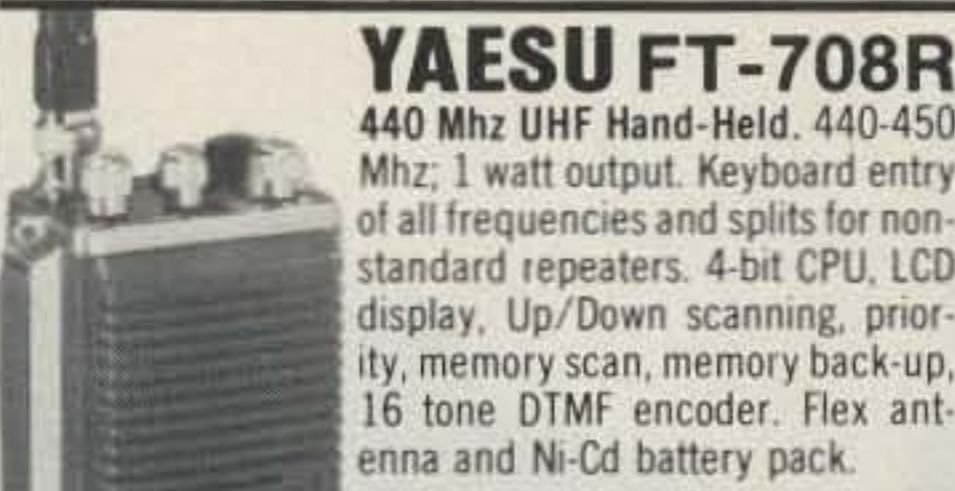 YAESU FT-708R
440 Mhz UHF Hand-Held. 440-450
Mhz; 1 watt output. Keyboard entry
of all frequencies and splits for non-
standard repeaters. 4-bit CPU, LCD
display, Up/Down scanning, prior-
ity, memory scan, memory back-up,
16 tone DTMF encoder. Flex ant-
enna and Ni-Cd battery pack.